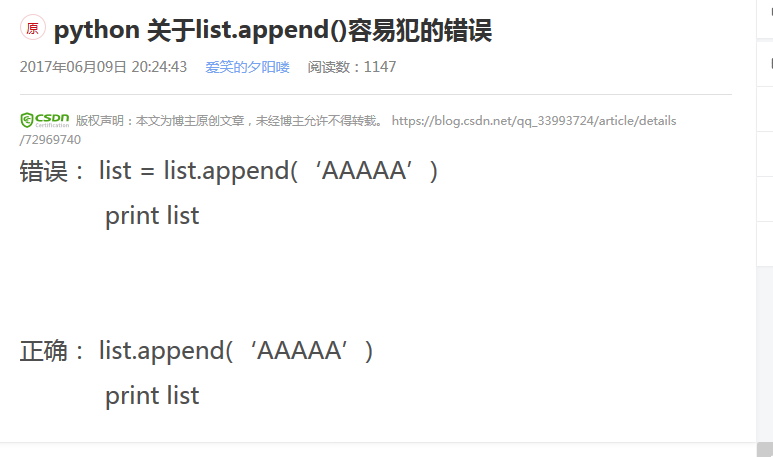 原 python 关于list.append()容易犯的错误
2017年06月09日 20:24:43 爱笑的夕阳喽 阅读数：1147
CSDN Certification 版权声明：本文为博主原创文章，未经博主允许不得转载。 https://blog.csdn.net/qq_33993724/article/details
/72969740
错误： list = list.append(‘AAAAA’)
print list
正确： list.append(‘AAAAA’)
print list